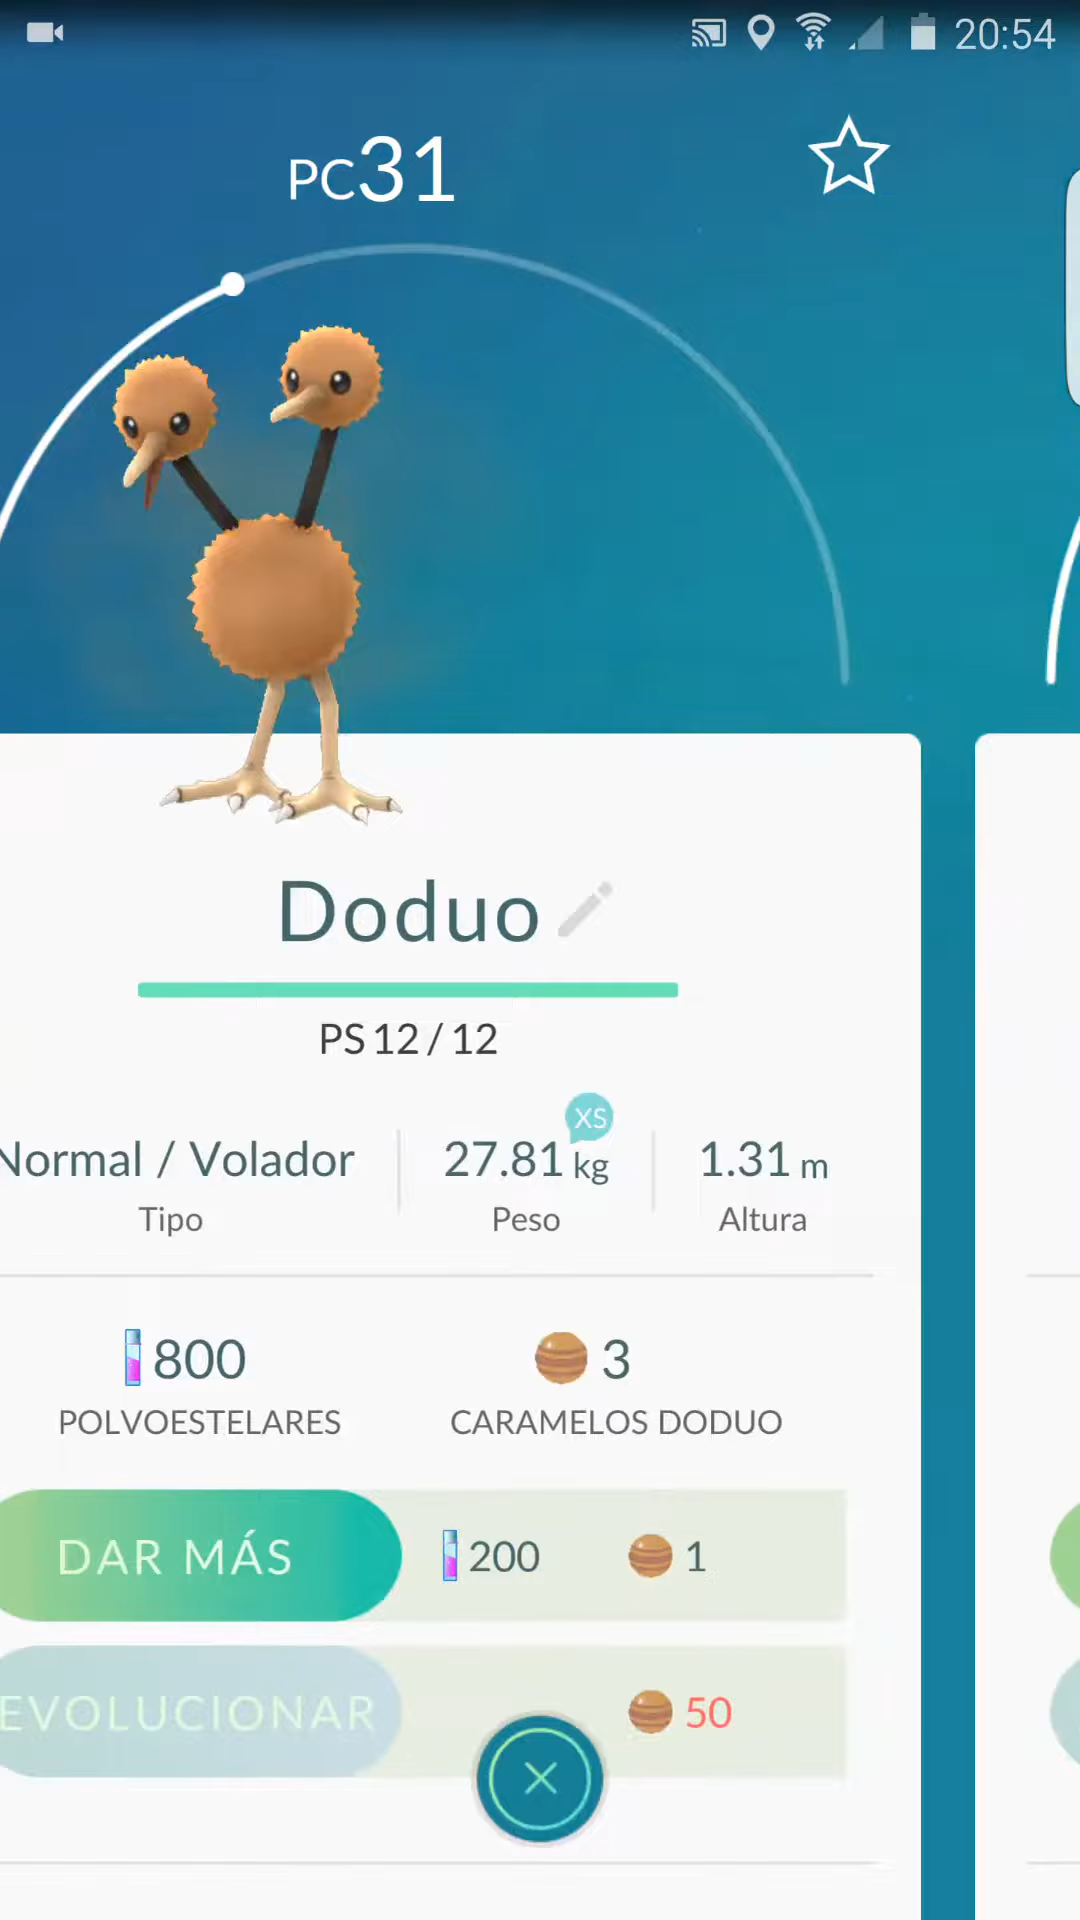 20:54
PC31
Doduo
PS 12 / 12
XS
Normal / Volador
27.81 kg
1.31 m
Tipo
Peso
Altura
800
3
POLVOESTELARES
CARAMELOS DODUO
DAR MÁS
200
1
EVOLUCIONAR
50